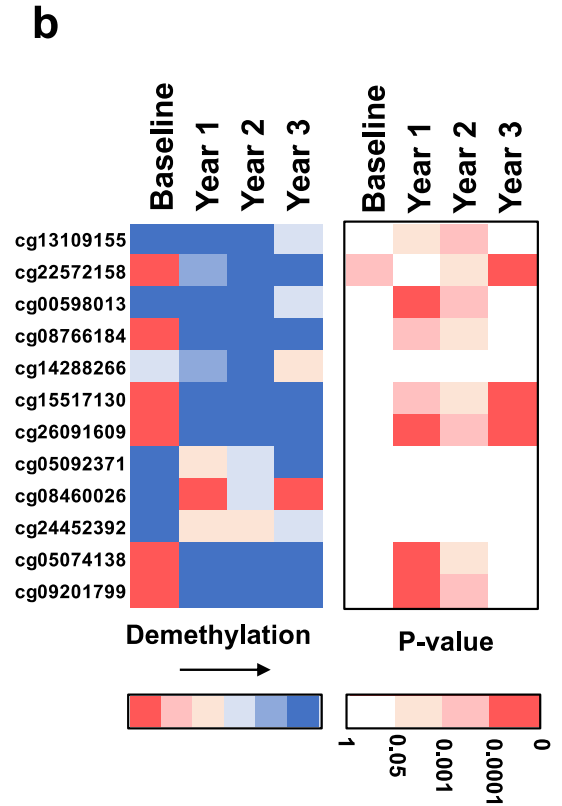 b
Baseline Year 1 Year 2 Year 3 Baseline Year 1 Year 2 Year 3
cg13109155
cg22572158
cg00598013
cg08766184
cg14288266
cg15517130
cg26091609
cg05092371
cg08460026
cg24452392
cg05074138
cg09201799
Demethylation P-value
1 0.05 0.001 0.0001 0